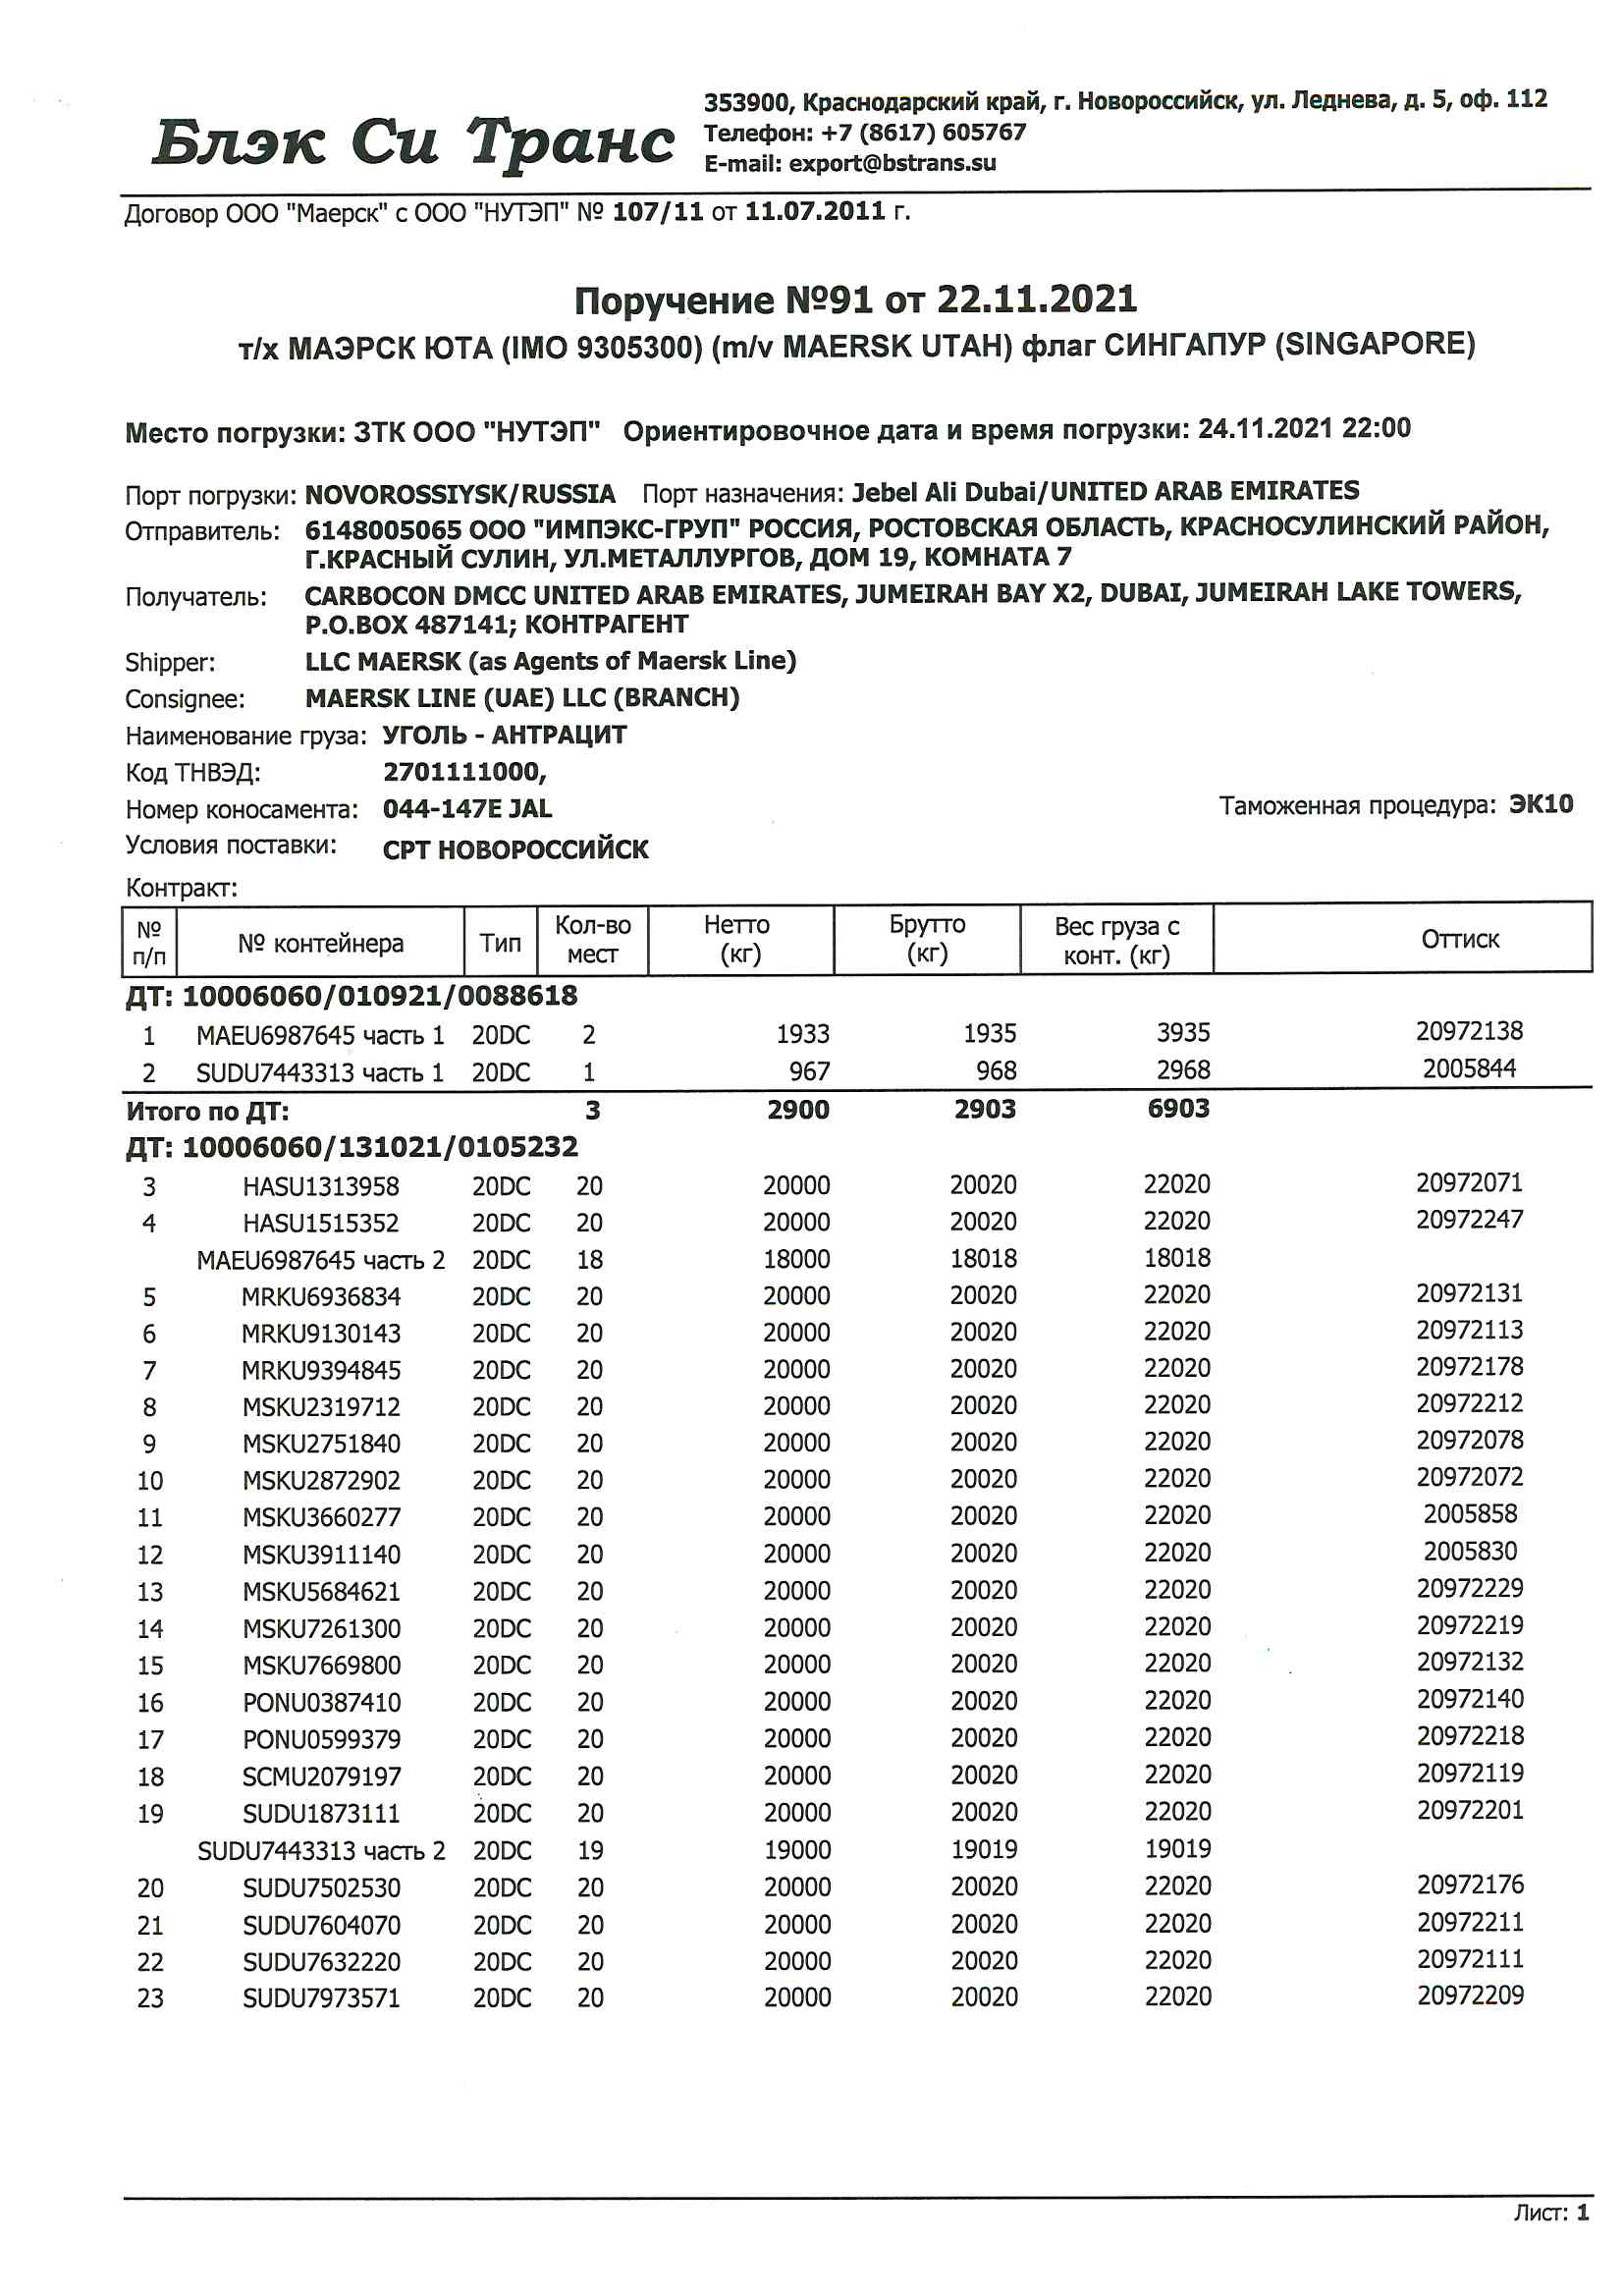 Блэк Си Транс
353900, Краснодарский край, г. Новороссийск, ул. Леднева, д. 5, оф. 112
Телефон: +7 (8617) 605767
E-mail: export@bstrans.su
Договор ООО "Маерск" с ООО "НУТЭП" № 107/11 от 11.07.2011 г.
Поручение №91 от 22.11.2021
т/х МАЭРСК ЮТА (IMO 9305300) (m/v MAERSK UTAH) флаг СИНГАПУР (SINGAPORE)
Место погрузки: ЗТК ООО "НУТЭП" Ориентировочное дата и время погрузки: 24.11.2021 22:00
Порт погрузки: NOVOROSSIYSK/RUSSIA Порт назначения: Jebel Ali Dubai/UNITED ARAB EMIRATES
Отправитель: 6148005065 ООО "ИМПЭКС-ГРУП" РОССИЯ, РОСТОВСКАЯ ОБЛАСТЬ, КРАСНОСУЛИНСКИЙ РАЙОН,
Г.КРАСНЫЙ СУЛИН, УЛ.МЕТАЛЛУРГОВ, ДОМ 19, КОМНАТА 7
Получатель: CARBOCON DMCC UNITED ARAB EMIRATES, JUMEIRAH BAY X2, DUBAI, JUMEIRAH LAKE TOWERS,
P.O.BOX 487141; КОНТРАГЕНТ
Shipper: LLC MAERSK (as Agents of Maersk Line)
Consignee: MAERSK LINE (UAE) LLC (BRANCH)
Наименование груза: УГОЛЬ - АНТРАЦИТ
Код ТНВЭД: 2701111000,
Номер коносамента: 044-147E JAL Таможенная процедура: ЭК10
Условия поставки: СРТ НОВОРОССИЙСК
Контракт:
№ п/п № контейнера Тип Кол-во мест Нетто (кг) Брутто (кг) Вес груза с конт. (кг) Оттиск
ДТ: 10006060/010921/0088618
1 MAEU6987645 часть 1 20DC 2 1933 1935 3935 20972138
2 SUDU7443313 часть 1 20DC 1 967 968 2968 2005844
Итого по ДТ: 3 2900 2903 6903
ДТ: 10006060/131021/0105232
3 HASU1313958 20DC 20 20000 20020 22020 20972071
4 HASU1515352 20DC 20 20000 20020 22020 20972247
MAEU6987645 часть 2 20DC 18 18000 18018 18018
5 MRKU6936834 20DC 20 20000 20020 22020 20972131
6 MRKU9130143 20DC 20 20000 20020 22020 20972113
7 MRKU9394845 20DC 20 20000 20020 22020 20972178
8 MSKU2319712 20DC 20 20000 20020 22020 20972212
9 MSKU2751840 20DC 20 20000 20020 22020 20972078
10 MSKU2872902 20DC 20 20000 20020 22020 20972072
11 MSKU3660277 20DC 20 20000 20020 22020 2005858
12 MSKU3911140 20DC 20 20000 20020 22020 2005830
13 MSKU5684621 20DC 20 20000 20020 22020 20972229
14 MSKU7261300 20DC 20 20000 20020 22020 20972219
15 MSKU7669800 20DC 20 20000 20020 22020 20972132
16 PONU0387410 20DC 20 20000 20020 22020 20972140
17 PONU0599379 20DC 20 20000 20020 22020 20972218
18 SCMU2079197 20DC 20 20000 20020 22020 20972119
19 SUDU1873111 20DC 20 20000 20020 22020 20972201
SUDU7443313 часть 2 20DC 19 19000 19019 19019
20 SUDU7502530 20DC 20 20000 20020 22020 20972176
21 SUDU7604070 20DC 20 20000 20020 22020 20972211
22 SUDU7632220 20DC 20 20000 20020 22020 20972111
23 SUDU7973571 20DC 20 20000 20020 22020 20972209
Лист: 1